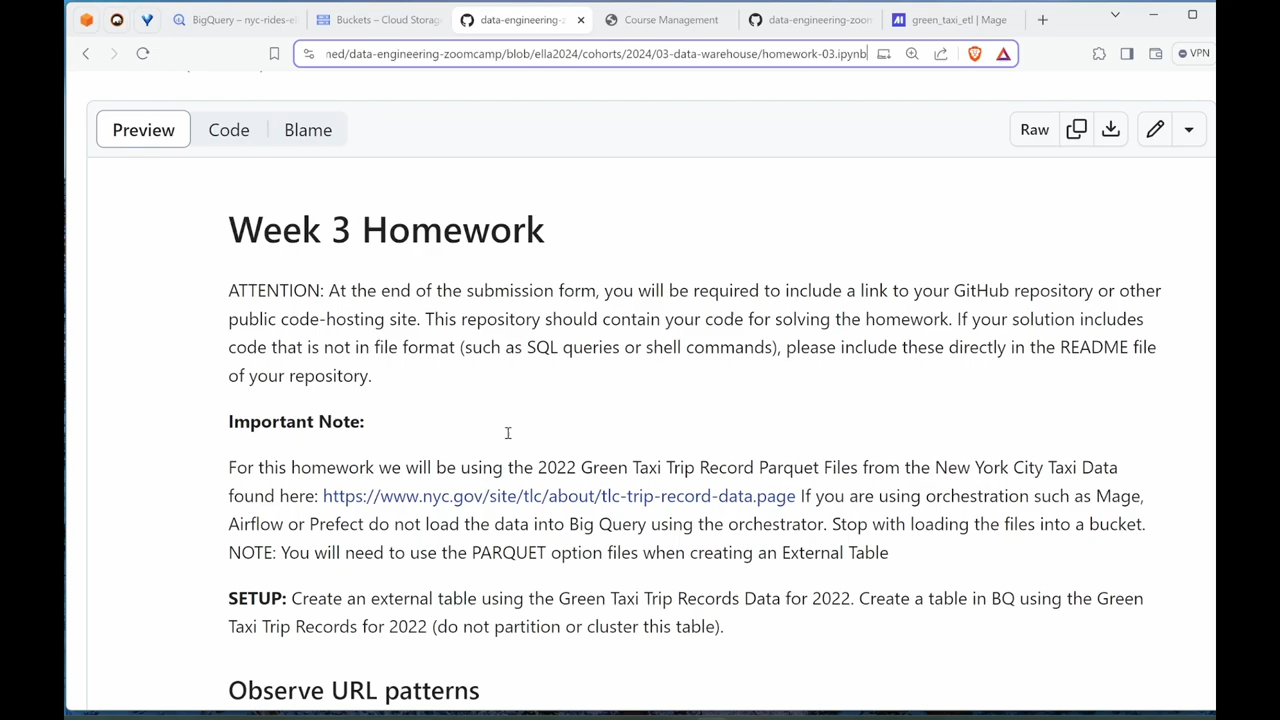 BigQuery – nyc-rides-el
Buckets – Cloud Storag
data-engineering-z
Course Management
data-engineering-zoom
green_taxi_etl | Mage
ned/data-engineering-zoomcamp/blob/ella2024/cohorts/2024/03-data-warehouse/homework-03.ipynb
VPN
Preview
Code
Blame
Raw
Week 3 Homework
ATTENTION: At the end of the submission form, you will be required to include a link to your GitHub repository or other
public code-hosting site. This repository should contain your code for solving the homework. If your solution includes
code that is not in file format (such as SQL queries or shell commands), please include these directly in the README file
of your repository.
Important Note:
For this homework we will be using the 2022 Green Taxi Trip Record Parquet Files from the New York City Taxi Data
found here: https://www.nyc.gov/site/tlc/about/tlc-trip-record-data.page If you are using orchestration such as Mage,
Airflow or Prefect do not load the data into Big Query using the orchestrator. Stop with loading the files into a bucket.
NOTE: You will need to use the PARQUET option files when creating an External Table
SETUP: Create an external table using the Green Taxi Trip Records Data for 2022. Create a table in BQ using the Green
Taxi Trip Records for 2022 (do not partition or cluster this table).
Observe URL patterns